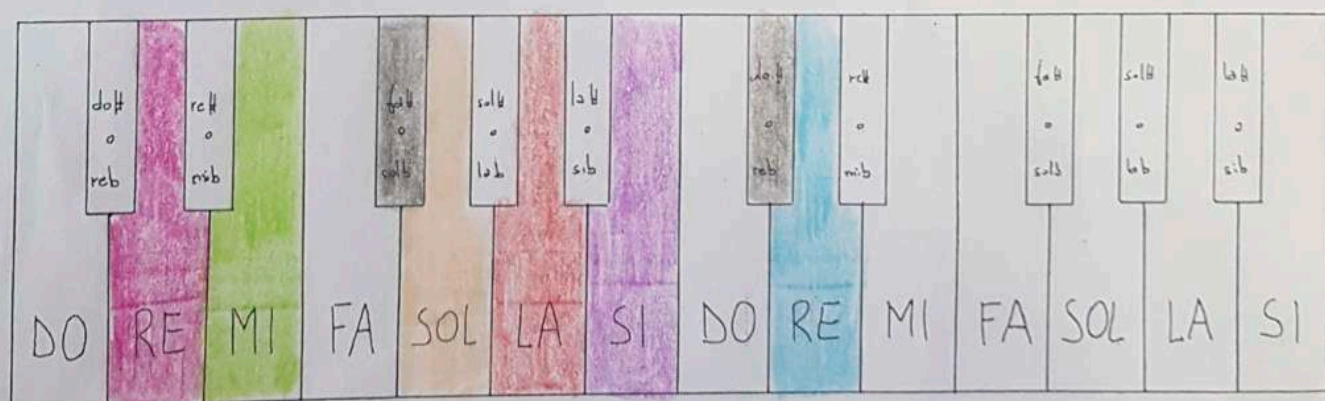 do# re# fa# sol# la# do# re# fa# sol# la#
o o o o o o o o o o
reb mib solb lab sib reb mib solb lab sib
DO RE MI FA SOL LA SI DO RE MI FA SOL LA SI